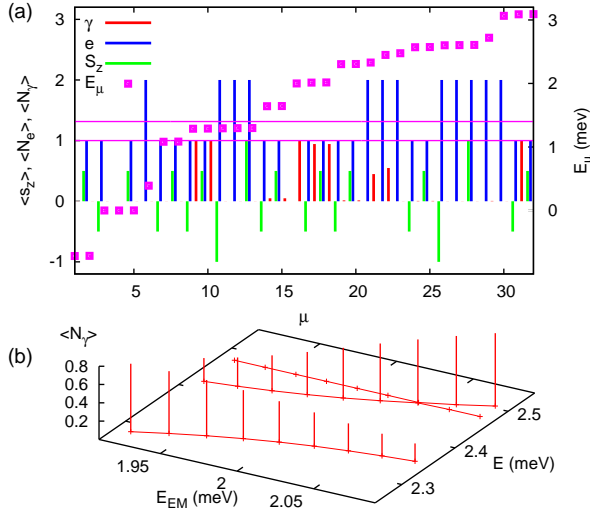 (a)
γ
e
S_z
E_μ
<s_z>, <N_e>, <N_γ>
3
2
1
0
-1
3
2
1
0
E_μ (meV)
5 10 15 20 25 30
μ
(b)
<N_γ>
0.8
0.6
0.4
0.2
1.95
2
2.05
E_EM (meV)
2.3
2.4
2.5
E (meV)